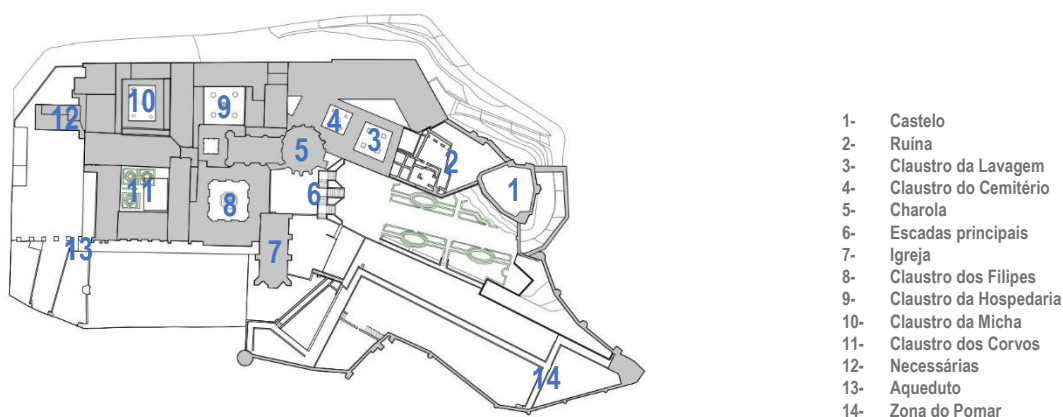 12
10
9
4
3
5
2
1
11
8
6
13
7
14
1- Castelo
2- Ruína
3- Claustro da Lavagem
4- Claustro do Cemitério
5- Charola
6- Escadas principais
7- Igreja
8- Claustro dos Filipes
9- Claustro da Hospedaria
10- Claustro da Micha
11- Claustro dos Corvos
12- Necessárias
13- Aqueduto
14- Zona do Pomar